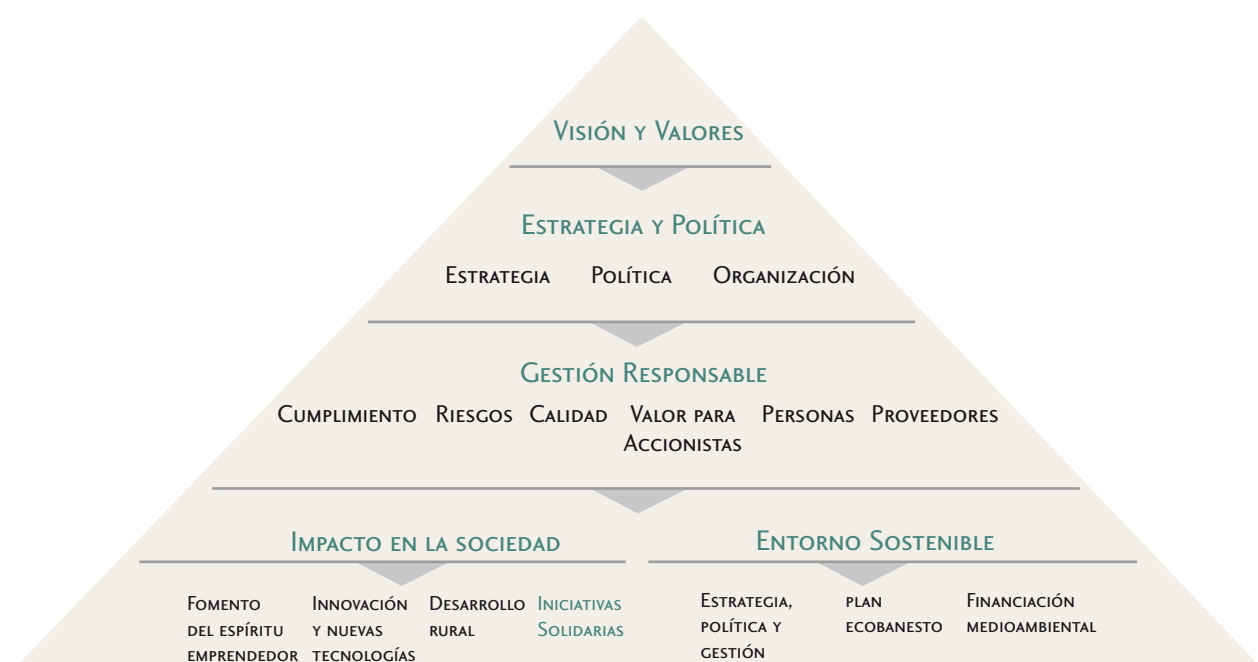 Visión y Valores
Estrategia y Política
Estrategia Política Organización
Gestión Responsable
Cumplimiento Riesgos Calidad Valor para Accionistas Personas Proveedores
Impacto en la sociedad
Fomento
del espíritu
emprendedor
Innovación
y nuevas
tecnologías
Desarrollo
rural
Iniciativas
Solidarias
Entorno Sostenible
Estrategia,
política y
gestión
plan
ecobanesto
Financiación
medioambiental